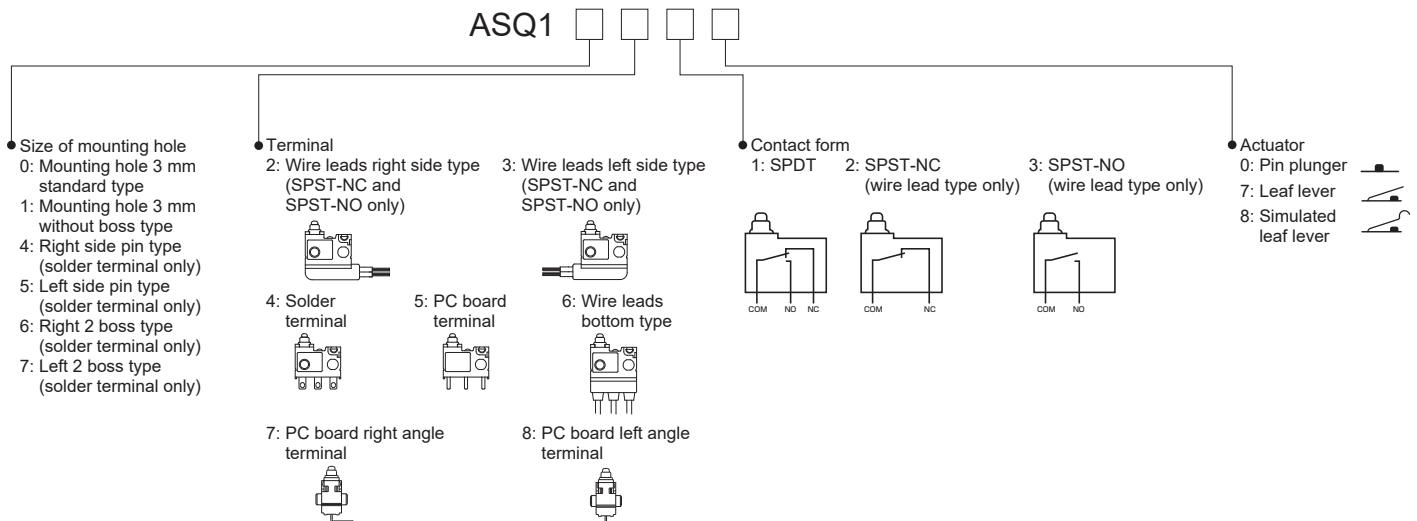 ASQ1
Size of mounting hole
0: Mounting hole 3 mm
standard type
1: Mounting hole 3 mm
without boss type
4: Right side pin type
(solder terminal only)
5: Left side pin type
(solder terminal only)
6: Right 2 boss type
(solder terminal only)
7: Left 2 boss type
(solder terminal only)
Terminal
2: Wire leads right side type
(SPST-NC and
SPST-NO only)
3: Wire leads left side type
(SPST-NC and
SPST-NO only)
4: Solder
terminal
5: PC board
terminal
6: Wire leads
bottom type
7: PC board right angle
terminal
8: PC board left angle
terminal
Contact form
1: SPDT
2: SPST-NC
(wire lead type only)
3: SPST-NO
(wire lead type only)
COM NO NC
COM NC
COM NO
Actuator
0: Pin plunger
7: Leaf lever
8: Simulated
leaf lever